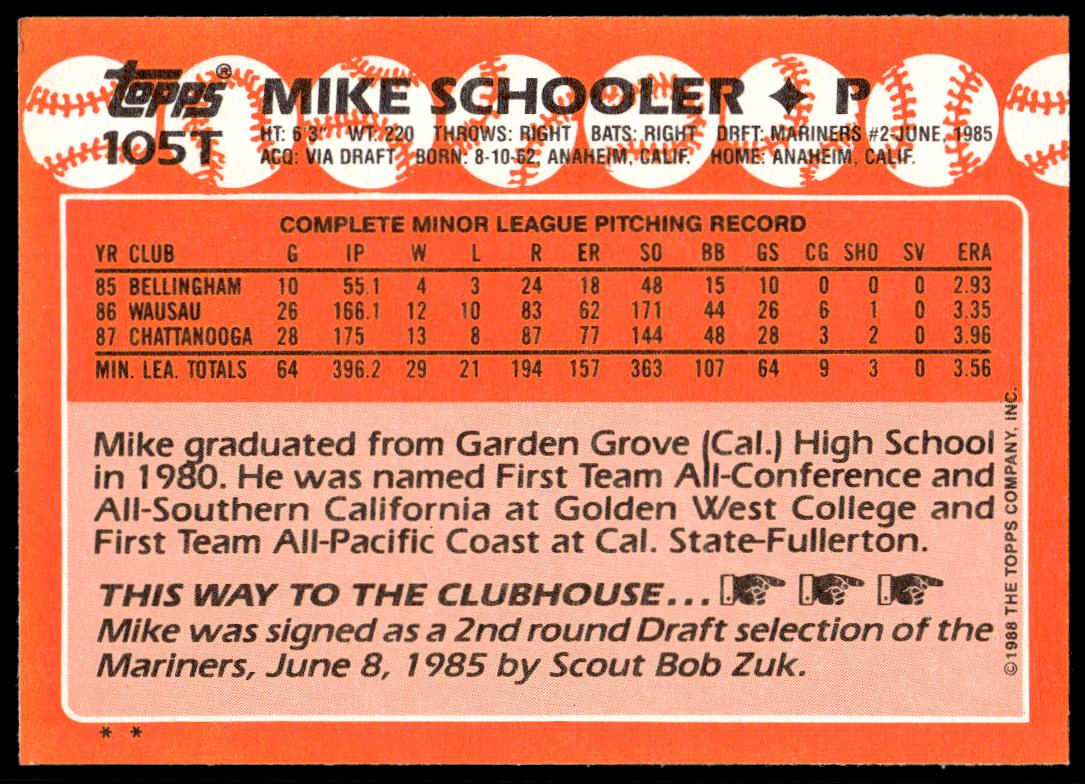 topps® MIKE SCHOOLER ✦ P
105T
HT: 6'3" WT: 220 THROWS: RIGHT BATS: RIGHT DRFT: MARINERS #2-JUNE, 1985
ACQ: VIA DRAFT BORN: 8-10-62, ANAHEIM, CALIF. HOME: ANAHEIM, CALIF.
COMPLETE MINOR LEAGUE PITCHING RECORD
YR CLUB G IP W L R ER SO BB GS CG SHO SV ERA
85 BELLINGHAM 10 55.1 4 3 24 18 48 15 10 0 0 0 2.93
86 WAUSAU 26 166.1 12 10 83 62 171 44 26 6 1 0 3.35
87 CHATTANOOGA 28 175 13 8 87 77 144 48 28 3 2 0 3.96
MIN. LEA. TOTALS 64 396.2 29 21 194 157 363 107 64 9 3 0 3.56
Mike graduated from Garden Grove (Cal.) High School
in 1980. He was named First Team All-Conference and
All-Southern California at Golden West College and
First Team All-Pacific Coast at Cal. State-Fullerton.
THIS WAY TO THE CLUBHOUSE...
Mike was signed as a 2nd round Draft selection of the
Mariners, June 8, 1985 by Scout Bob Zuk.
©1988 THE TOPPS COMPANY, INC.
* *